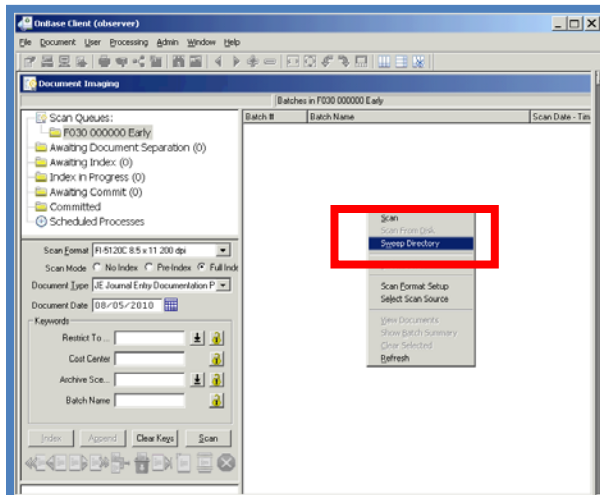 OnBase Client (observer)
File Document User Processing Admin Window Help
Document Imaging
Batches in F030 000000 Early
Scan Queues:
F030 000000 Early
Awaiting Document Separation (0)
Awaiting Index (0)
Index in Progress (0)
Awaiting Commit (0)
Committed
Scheduled Processes
Batch # Batch Name Scan Date - Tim
Scan
Scan From Disk
Sweep Directory
Scan Format Setup
Select Scan Source
View Documents
Show Batch Summary
Clear Selected
Refresh
Scan Format FI-5120C 8.5 x 11 200 dpi
Scan Mode No Index Pre-Index Full Inde
Document Type JE Journal Entry Documentation P
Document Date 08/05/2010
Keywords
Restrict To ...
Cost Center
Archive Sce...
Batch Name
Index Append Clear Keys Scan